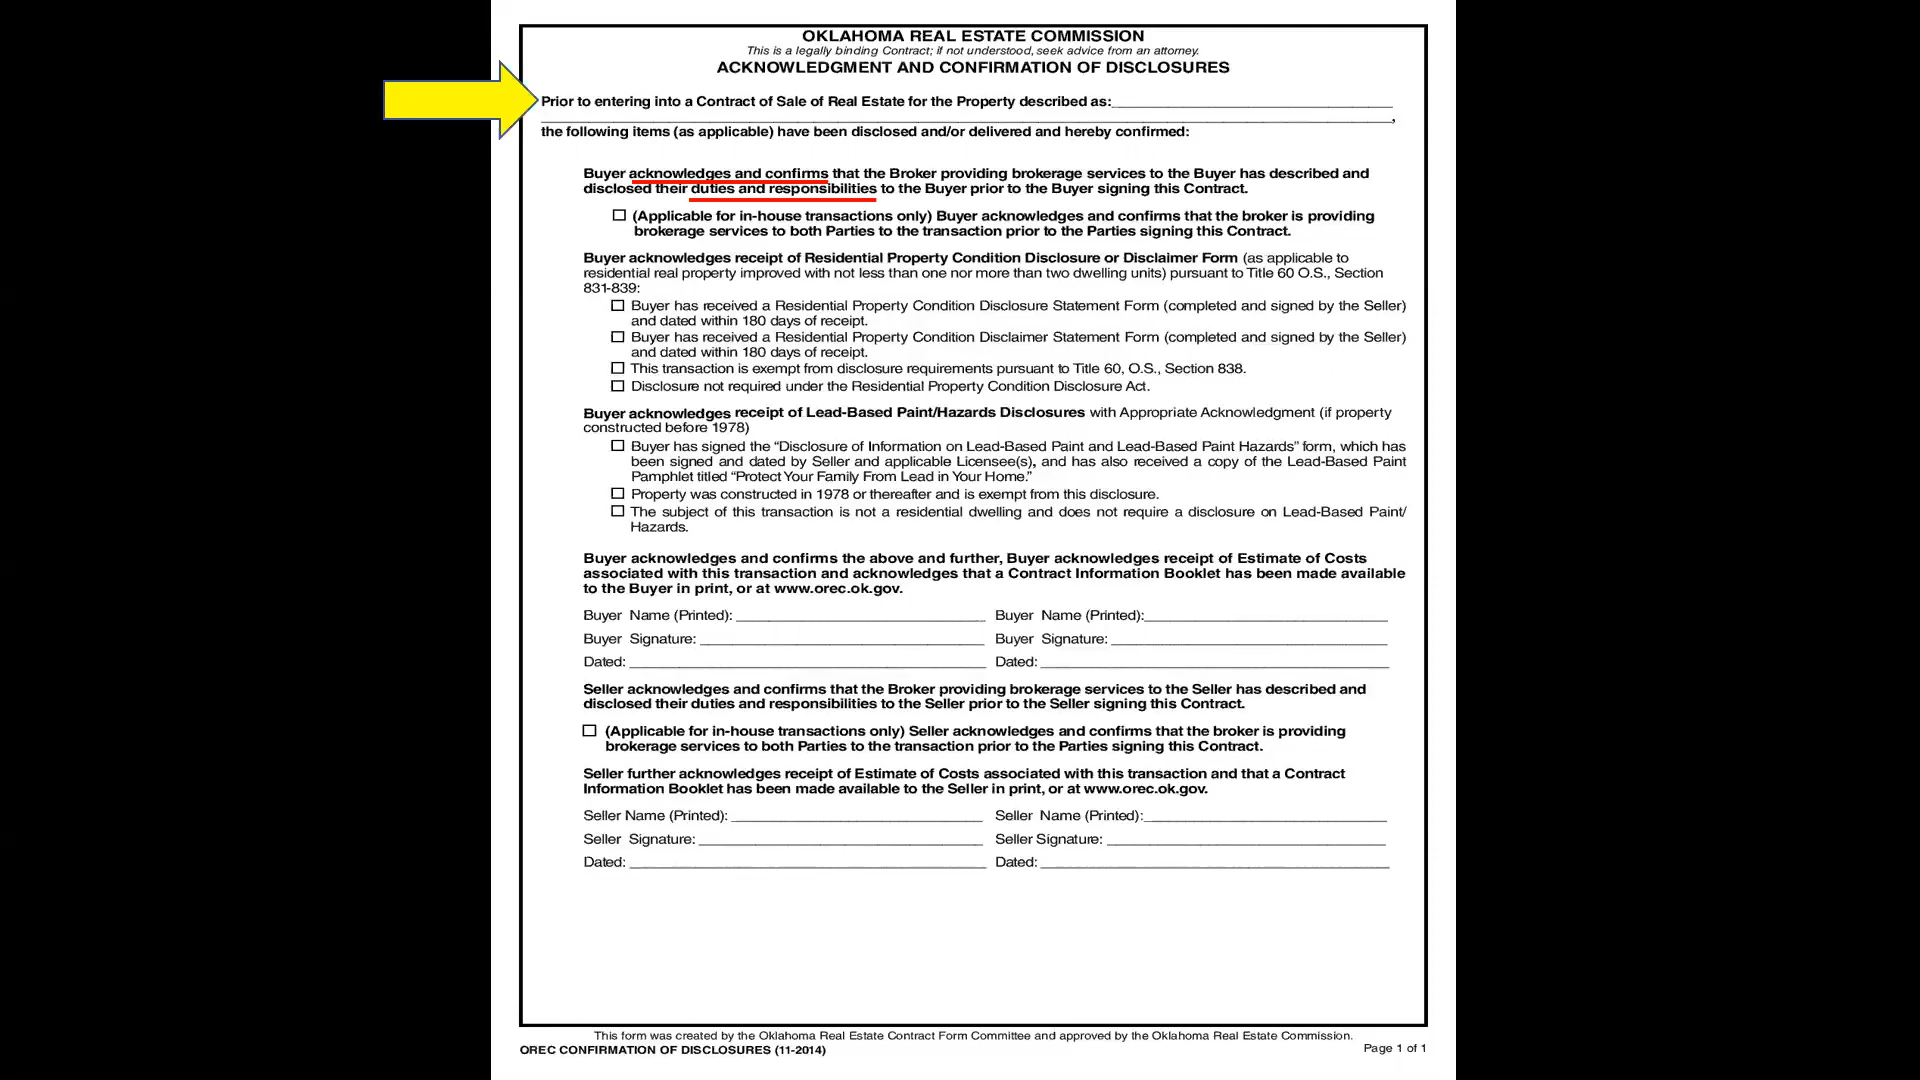 OKLAHOMA REAL ESTATE COMMISSION
This is a legally binding Contract; if not understood, seek advice from an attorney.
ACKNOWLEDGMENT AND CONFIRMATION OF DISCLOSURES
Prior to entering into a Contract of Sale of Real Estate for the Property described as:____________________
____________________,
the following items (as applicable) have been disclosed and/or delivered and hereby confirmed:
Buyer acknowledges and confirms that the Broker providing brokerage services to the Buyer has described and
disclosed their duties and responsibilities to the Buyer prior to the Buyer signing this Contract.
☐ (Applicable for in-house transactions only) Buyer acknowledges and confirms that the broker is providing
brokerage services to both Parties to the transaction prior to the Parties signing this Contract.
Buyer acknowledges receipt of Residential Property Condition Disclosure or Disclaimer Form (as applicable to
residential real property improved with not less than one nor more than two dwelling units) pursuant to Title 60 O.S., Section
831-839:
☐ Buyer has received a Residential Property Condition Disclosure Statement Form (completed and signed by the Seller)
and dated within 180 days of receipt.
☐ Buyer has received a Residential Property Condition Disclaimer Statement Form (completed and signed by the Seller)
and dated within 180 days of receipt.
☐ This transaction is exempt from disclosure requirements pursuant to Title 60, O.S., Section 838.
☐ Disclosure not required under the Residential Property Condition Disclosure Act.
Buyer acknowledges receipt of Lead-Based Paint/Hazards Disclosures with Appropriate Acknowledgment (if property
constructed before 1978)
☐ Buyer has signed the “Disclosure of Information on Lead-Based Paint and Lead-Based Paint Hazards” form, which has
been signed and dated by Seller and applicable Licensee(s), and has also received a copy of the Lead-Based Paint
Pamphlet titled “Protect Your Family From Lead in Your Home.”
☐ Property was constructed in 1978 or thereafter and is exempt from this disclosure.
☐ The subject of this transaction is not a residential dwelling and does not require a disclosure on Lead-Based Paint/
Hazards.
Buyer acknowledges and confirms the above and further, Buyer acknowledges receipt of Estimate of Costs
associated with this transaction and acknowledges that a Contract Information Booklet has been made available
to the Buyer in print, or at www.orec.ok.gov.
Buyer Name (Printed): ____________________ Buyer Name (Printed):____________________
Buyer Signature: ____________________ Buyer Signature: ____________________
Dated: ____________________ Dated: ____________________
Seller acknowledges and confirms that the Broker providing brokerage services to the Seller has described and
disclosed their duties and responsibilities to the Seller prior to the Seller signing this Contract.
☐ (Applicable for in-house transactions only) Seller acknowledges and confirms that the broker is providing
brokerage services to both Parties to the transaction prior to the Parties signing this Contract.
Seller further acknowledges receipt of Estimate of Costs associated with this transaction and that a Contract
Information Booklet has been made available to the Seller in print, or at www.orec.ok.gov.
Seller Name (Printed): ____________________ Seller Name (Printed):____________________
Seller Signature: ____________________ Seller Signature: ____________________
Dated: ____________________ Dated: ____________________
This form was created by the Oklahoma Real Estate Contract Form Committee and approved by the Oklahoma Real Estate Commission.
OREC CONFIRMATION OF DISCLOSURES (11-2014) Page 1 of 1